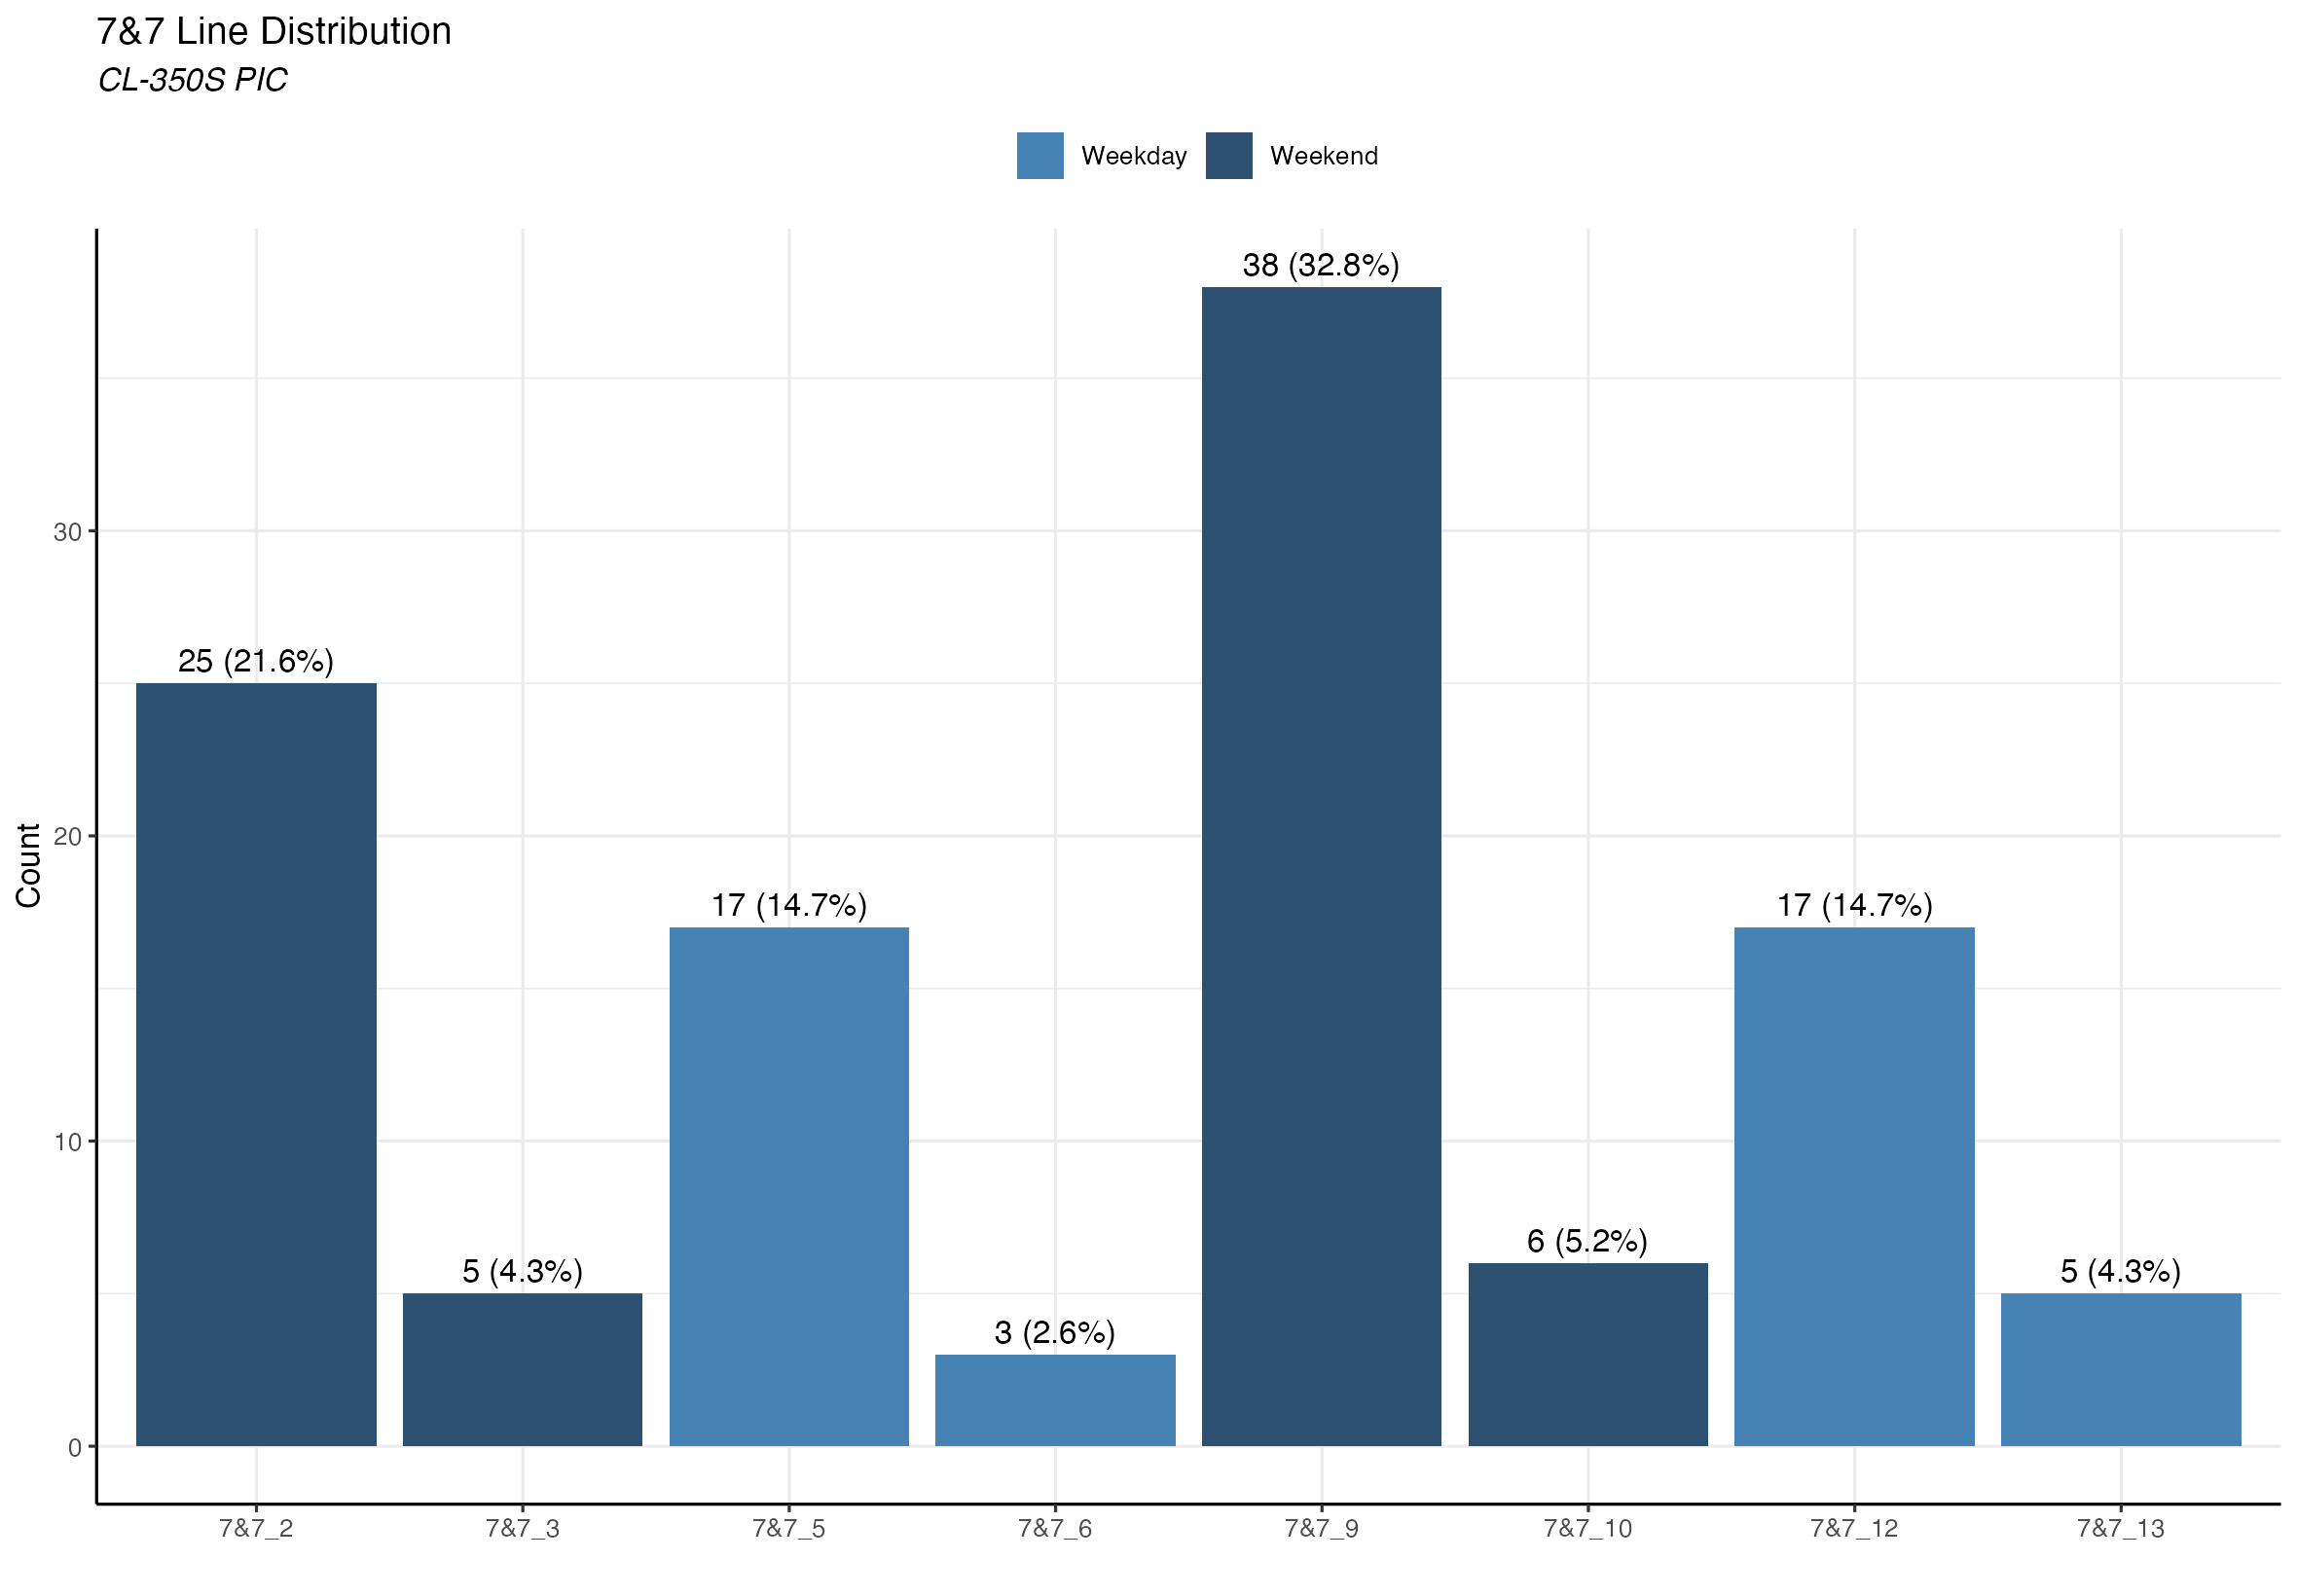 7&7 Line Distribution
CL-350S PIC
Weekday Weekend
38 (32.8%)
30
25 (21.6%)
20
Count
17 (14.7%) 17 (14.7%)
10
6 (5.2%)
5 (4.3%) 5 (4.3%)
3 (2.6%)
0
7&7_2 7&7_3 7&7_5 7&7_6 7&7_9 7&7_10 7&7_12 7&7_13